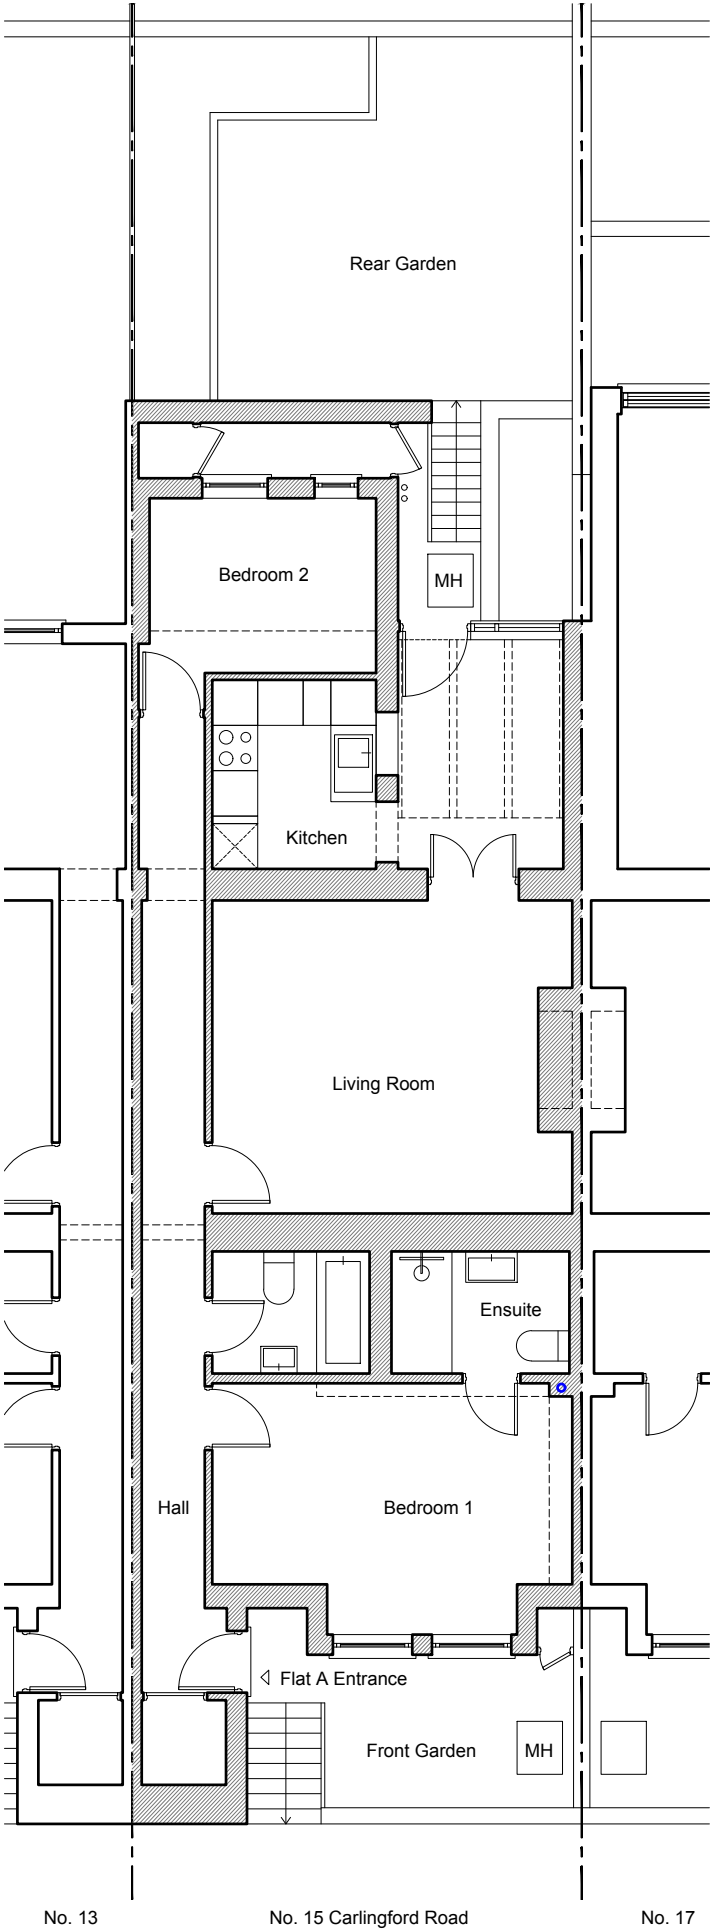 Rear Garden
Bedroom 2
MH
Kitchen
Living Room
Ensuite
Hall
Bedroom 1
Flat A Entrance
Front Garden
MH
No. 13
No. 15 Carlingford Road
No. 17